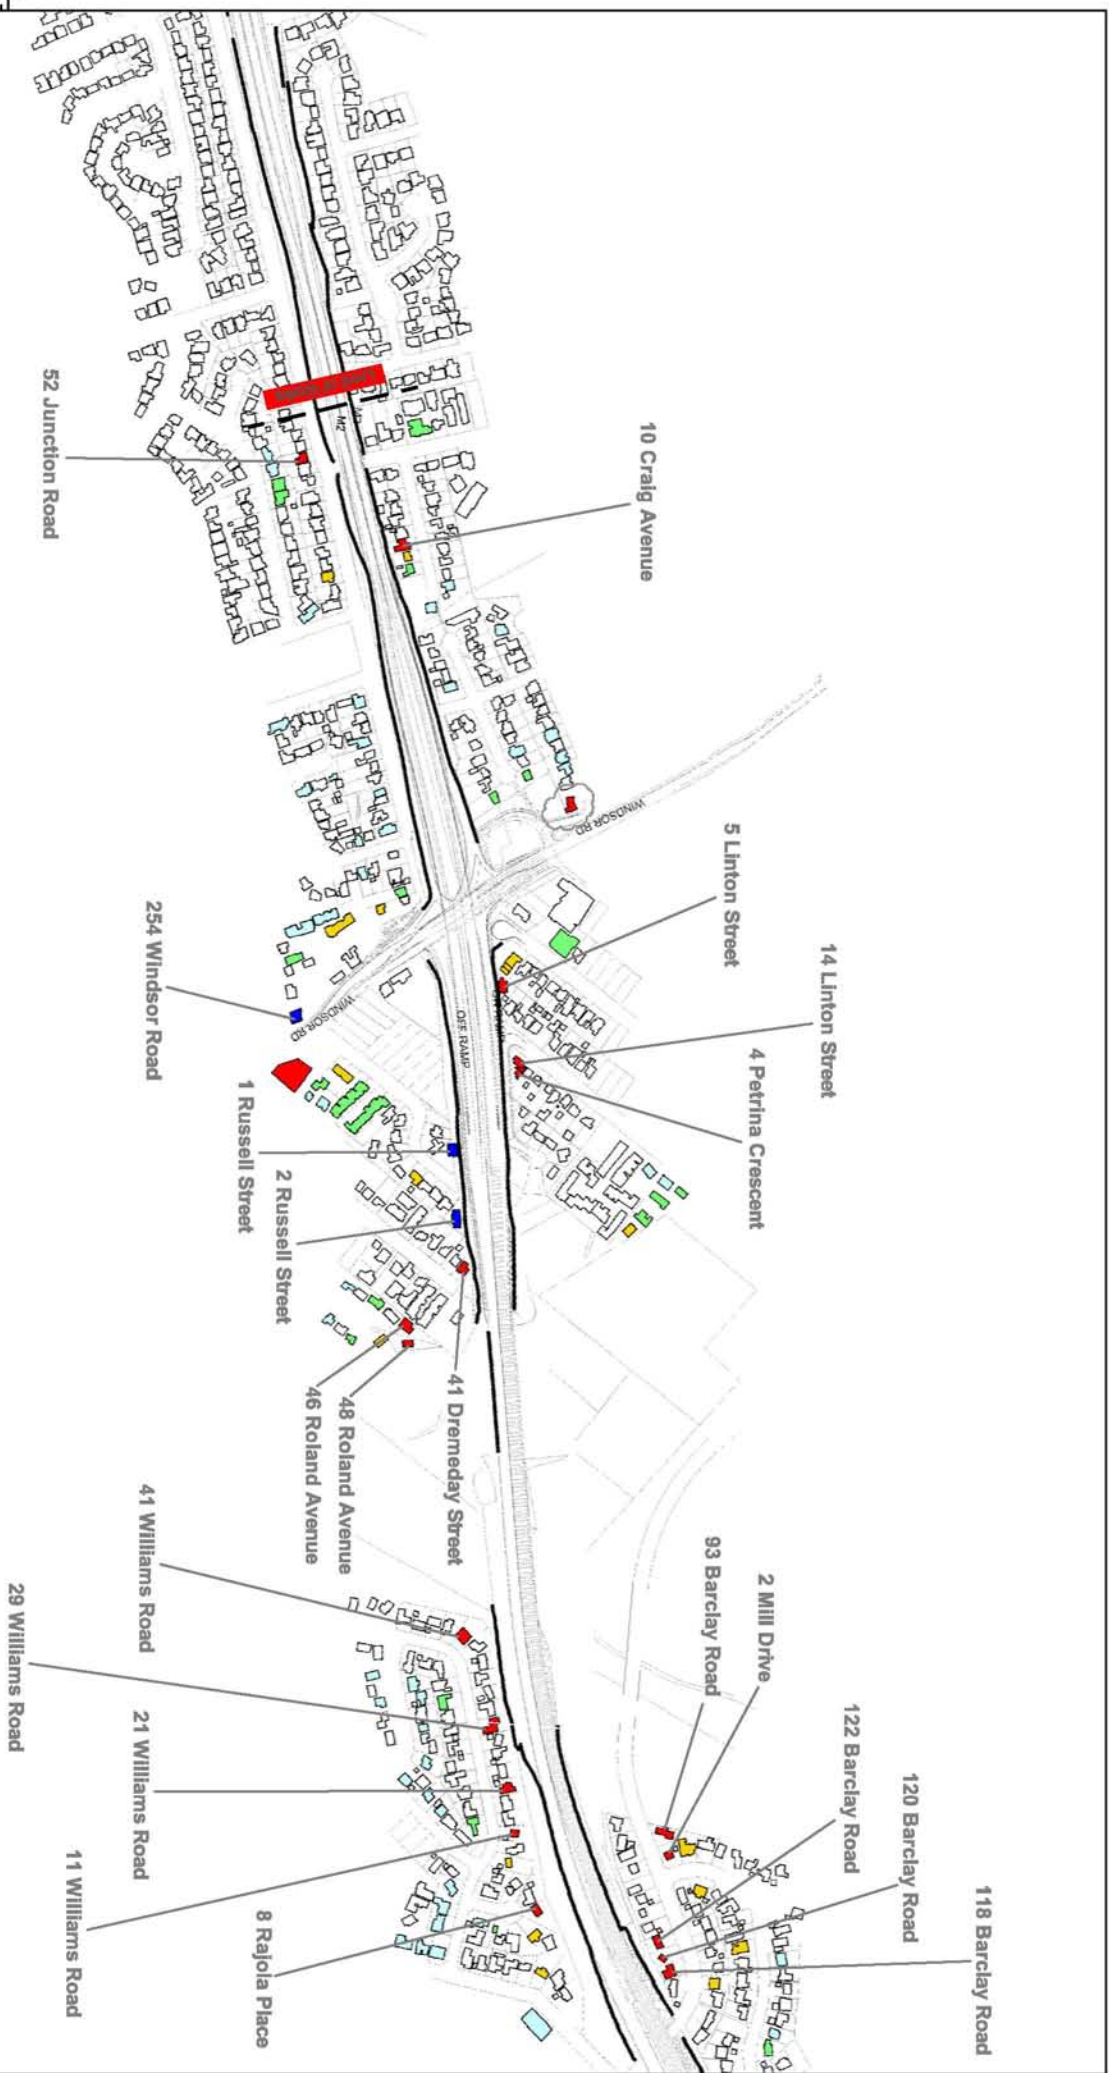 10 Craig Avenue
52 Junction Road
M2
WINDSOR RD
5 Linton Street
14 Linton Street
4 Petrina Crescent
254 Windsor Road
WINDSOR RD
OFF RAMP
1 Russell Street
2 Russell Street
41 Dremeday Street
48 Roland Avenue
46 Roland Avenue
93 Barclay Road
2 Mill Drive
122 Barclay Road
120 Barclay Road
118 Barclay Road
41 Williams Road
29 Williams Road
21 Williams Road
11 Williams Road
8 Rajola Place